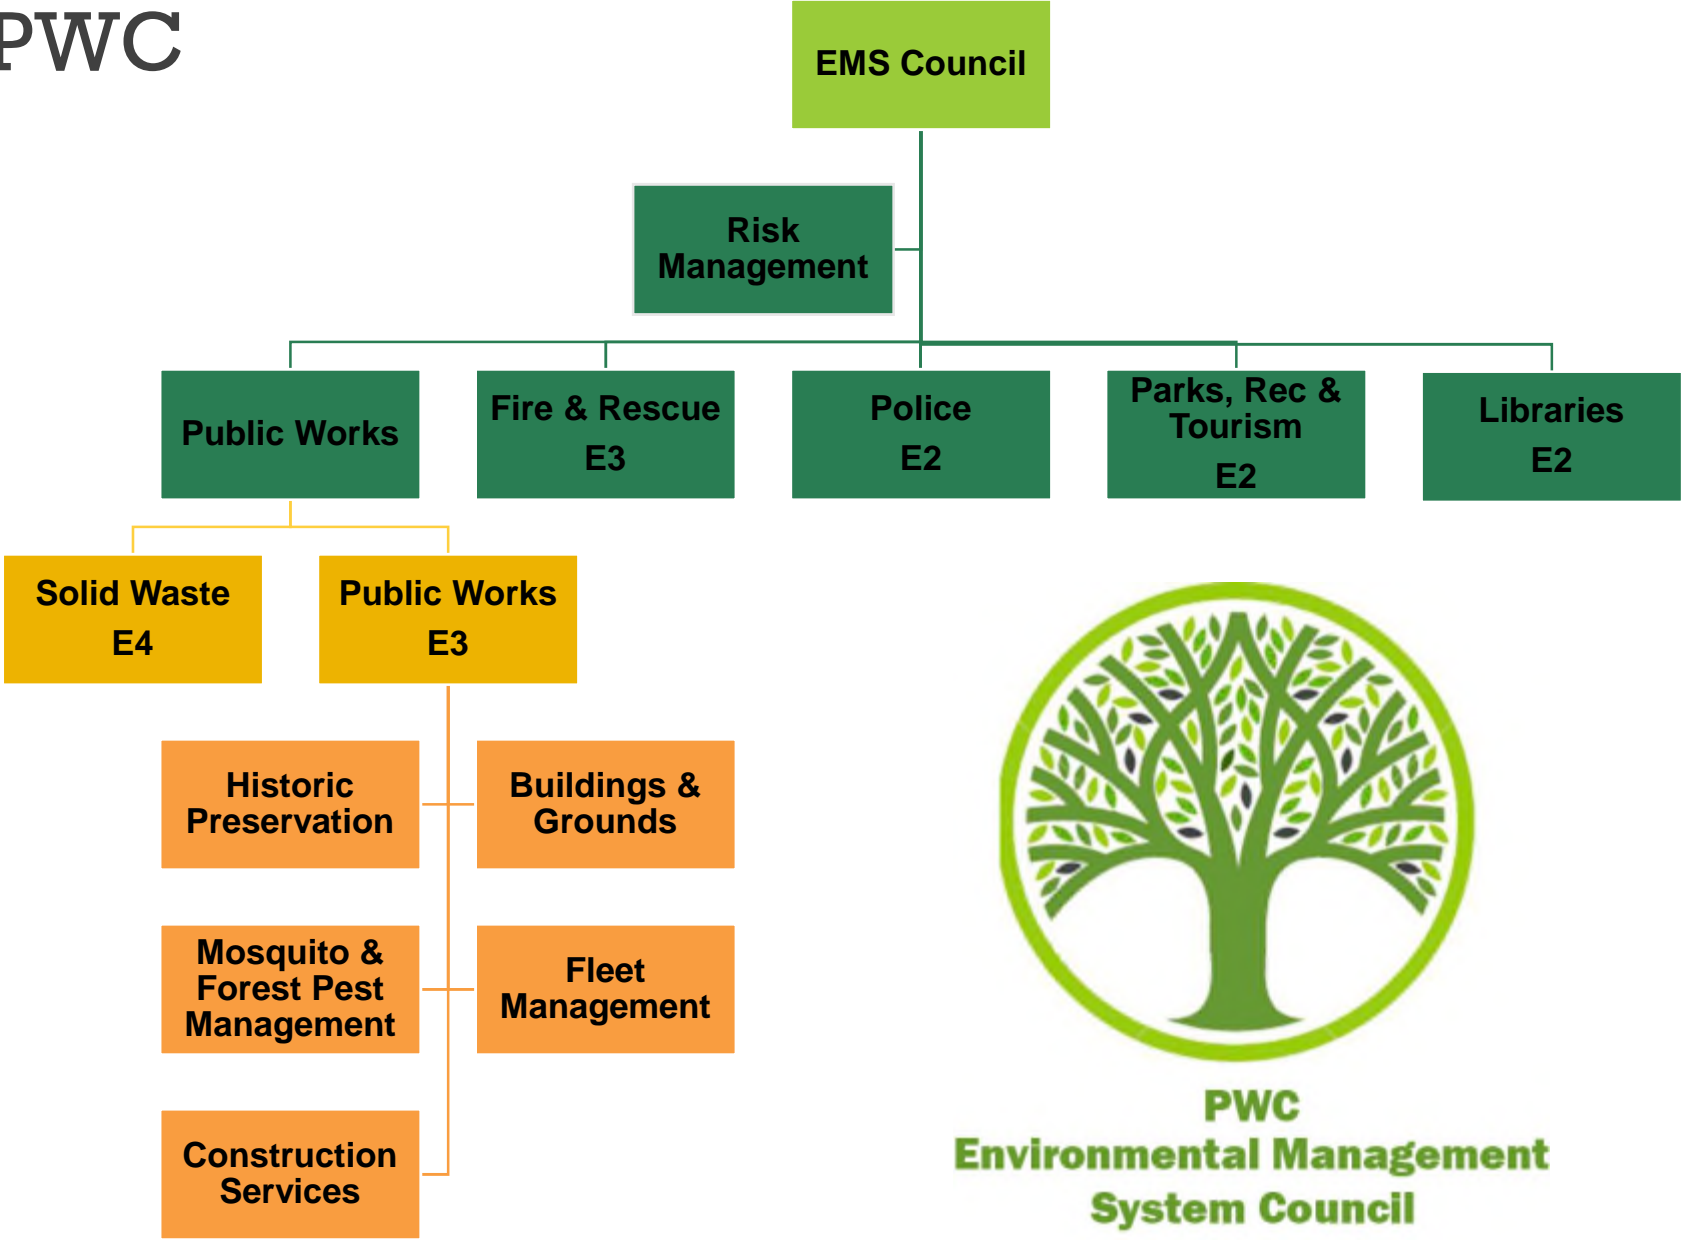 PWC
EMS Council
Risk
Management
Public Works
Fire & Rescue
E3
Police
E2
Parks, Rec &
Tourism
E2
Libraries
E2
Solid Waste
E4
Public Works
E3
Historic
Preservation
Buildings &
Grounds
Mosquito &
Forest Pest
Management
Fleet
Management
Construction
Services
PWC
Environmental Management
System Council